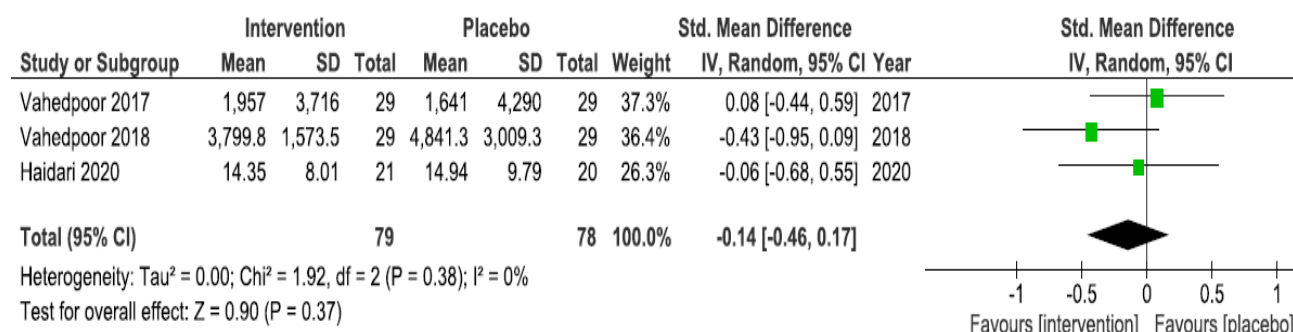 Intervention Placebo Std. Mean Difference Std. Mean Difference
Study or Subgroup Mean SD Total Mean SD Total Weight IV, Random, 95% CI Year IV, Random, 95% CI
Vahedpoor 2017 1,957 3,716 29 1,641 4,290 29 37.3% 0.08 [-0.44, 0.59] 2017
Vahedpoor 2018 3,799.8 1,573.5 29 4,841.3 3,009.3 29 36.4% -0.43 [-0.95, 0.09] 2018
Haidari 2020 14.35 8.01 21 14.94 9.79 20 26.3% -0.06 [-0.68, 0.55] 2020
Total (95% CI) 79 78 100.0% -0.14 [-0.46, 0.17]
Heterogeneity: Tau² = 0.00; Chi² = 1.92, df = 2 (P = 0.38); I² = 0%
Test for overall effect: Z = 0.90 (P = 0.37)
-1 -0.5 0 0.5 1
Favours [intervention] Favours [placebo]